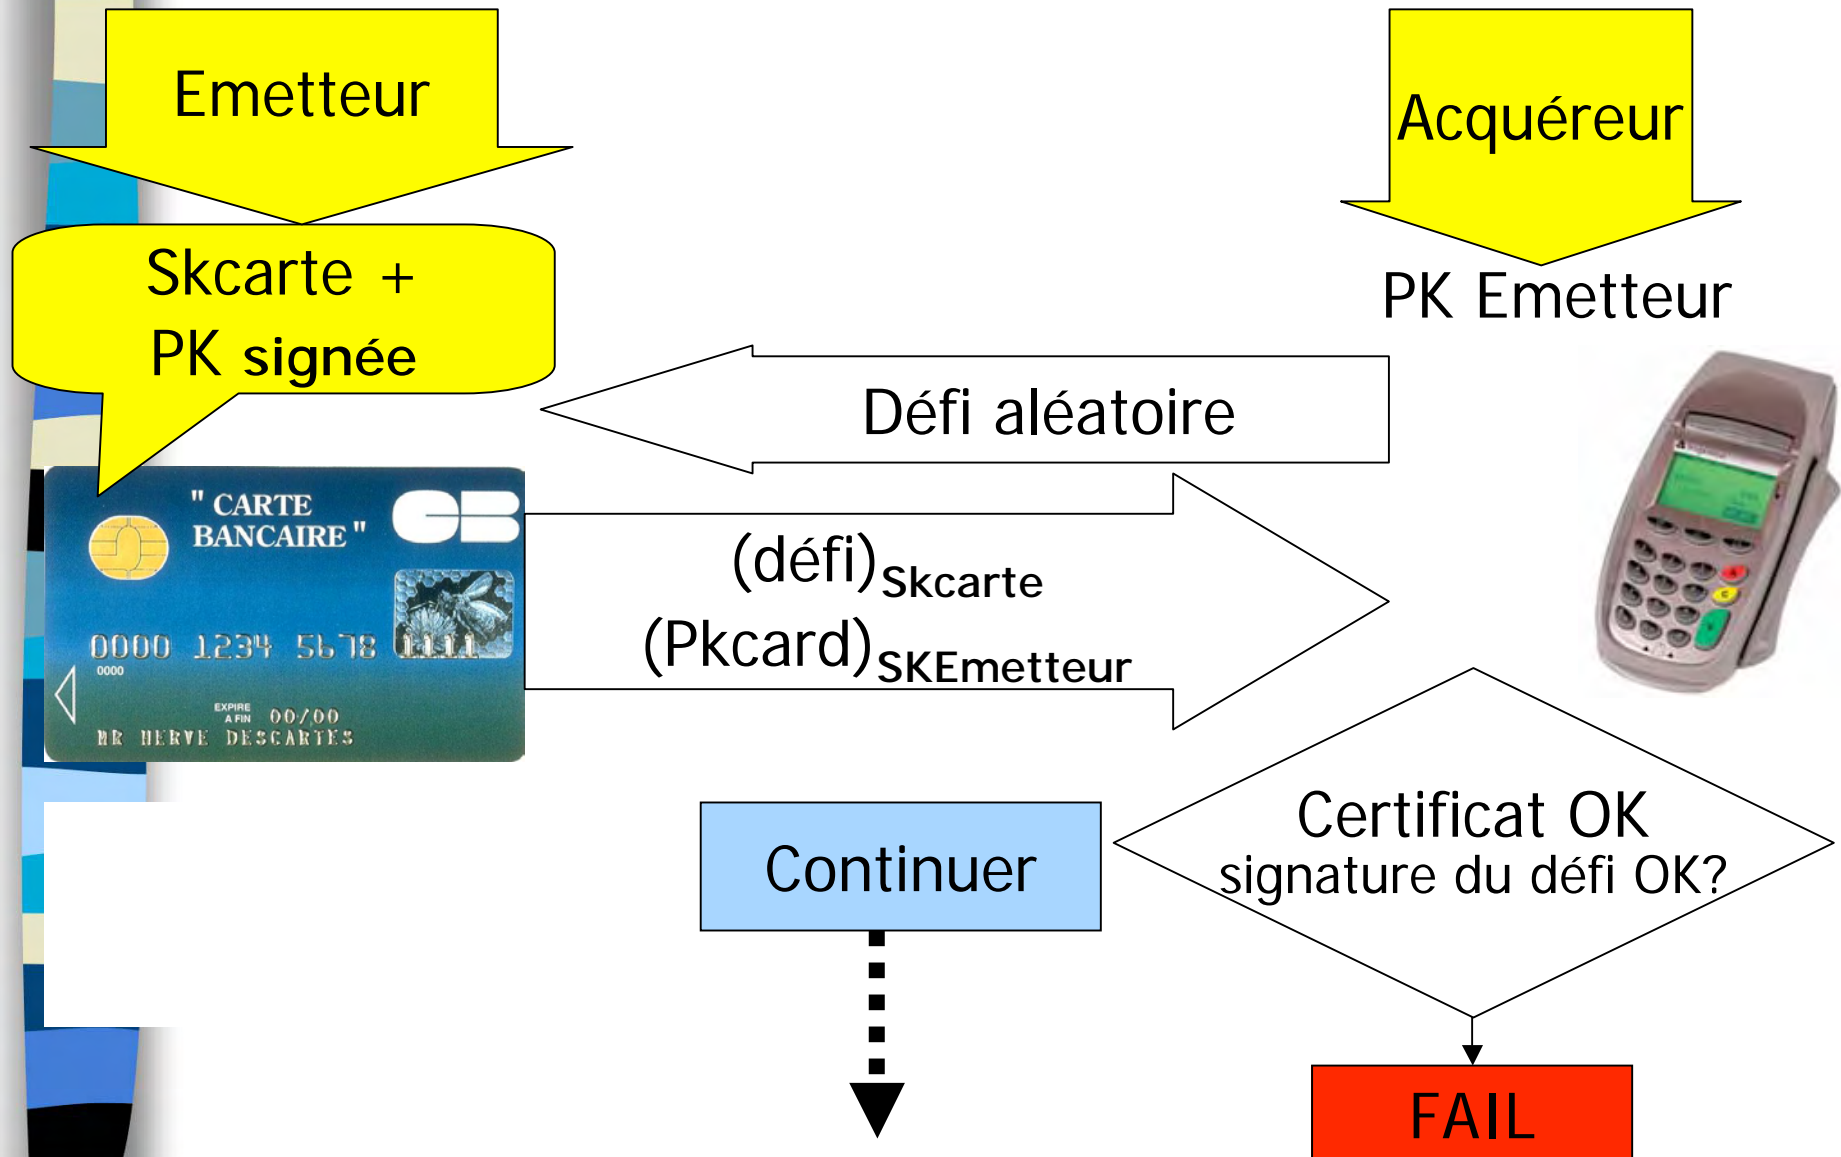 Emetteur
Acquéreur
Skcarte +
PK signée
PK Emetteur
Défi aléatoire
" CARTE
BANCAIRE "
CB
0000 1234 5678 1111
0000
EXPIRE
A FIN 00/00
MR HERVE DESCARTES
(défi)Skcarte
(Pkcard)SKEmetteur
Continuer
Certificat OK
signature du défi OK?
FAIL